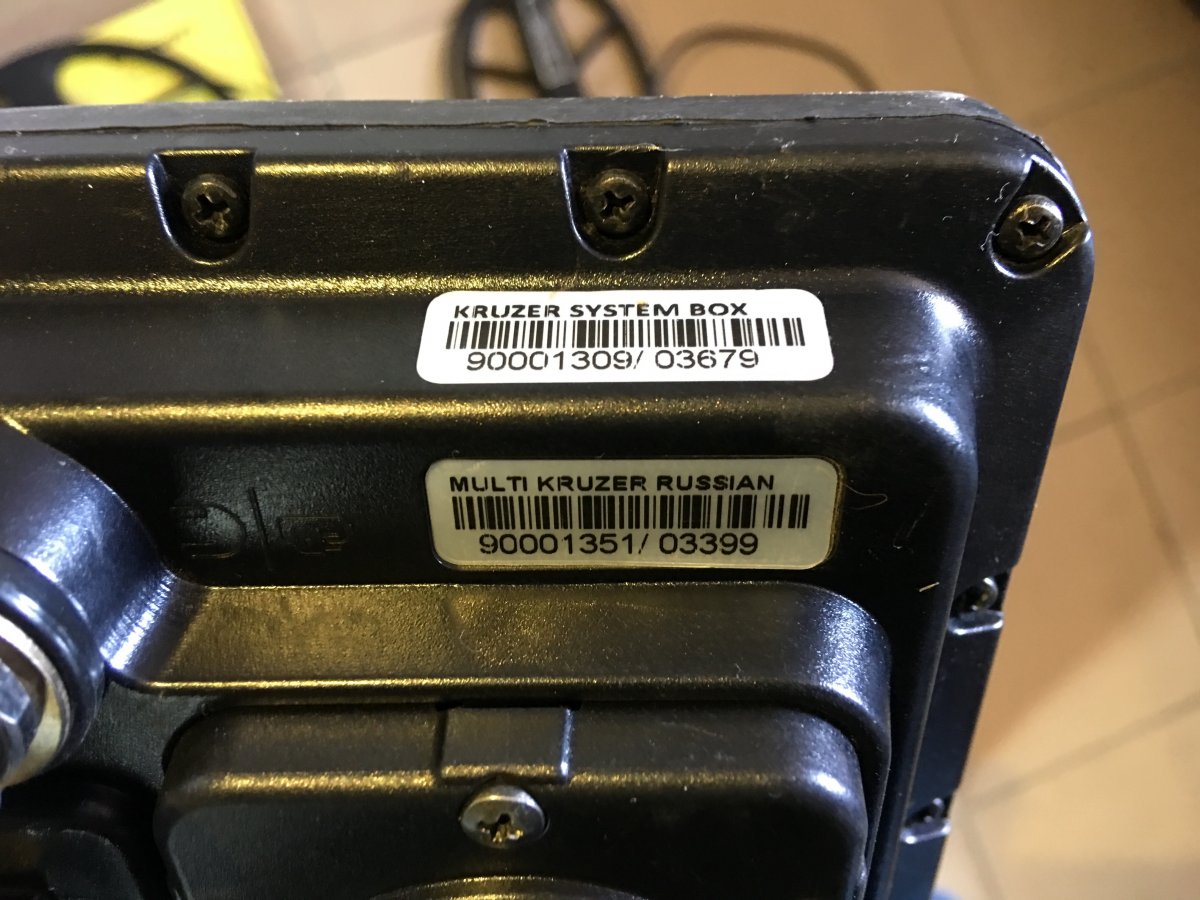 KRUZER SYSTEM BOX
90001309/ 03679
MULTI KRUZER RUSSIAN
90001351/ 03399